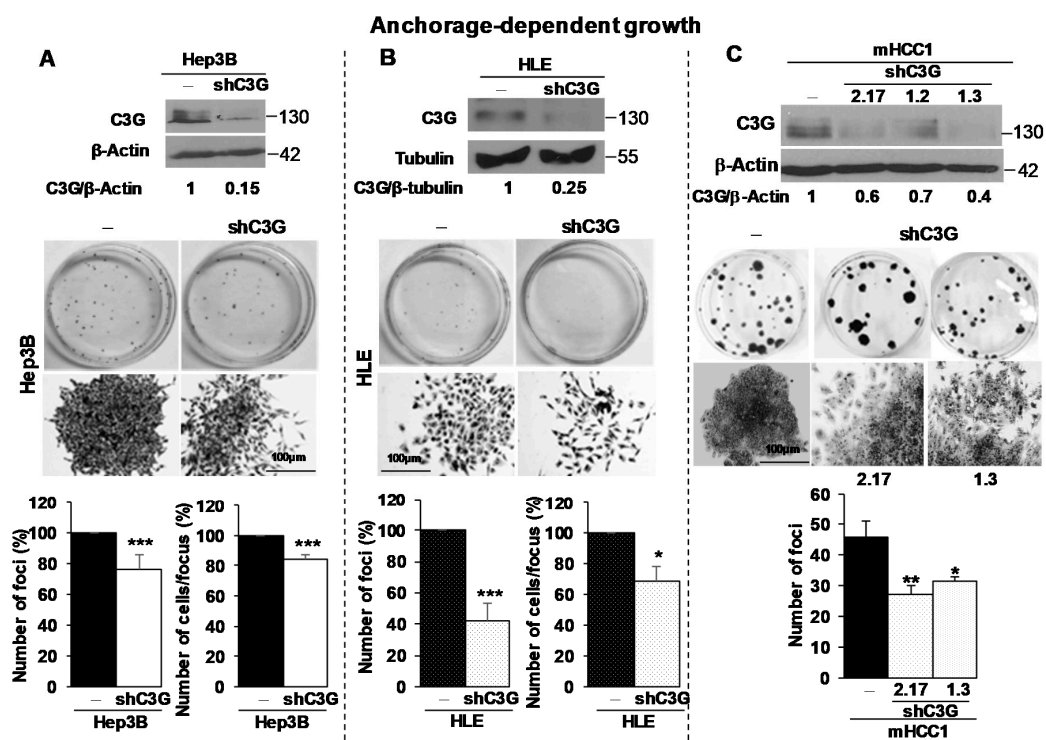 Anchorage-dependent growth
A
Hep3B
– shC3G
C3G –130
β-Actin –42
C3G/β-Actin 1 0.15
– shC3G
Hep3B
100μm
Number of foci (%)
120
100
80
60
40
20
0
***
– shC3G
Hep3B
Number of cells/focus (%)
120
100
80
60
40
20
0
***
– shC3G
Hep3B
B
HLE
– shC3G
C3G –130
Tubulin –55
C3G/β-tubulin 1 0.25
– shC3G
HLE
100μm
Number of foci (%)
120
100
80
60
40
20
0
***
– shC3G
HLE
Number of cells/focus (%)
120
100
80
60
40
20
0
*
– shC3G
HLE
C
mHCC1
shC3G
– 2.17 1.2 1.3
C3G –130
β-Actin –42
C3G/β-Actin 1 0.6 0.7 0.4
– shC3G
100μm
2.17 1.3
Number of foci
60
50
40
30
20
10
0
** *
– 2.17 1.3
shC3G
mHCC1